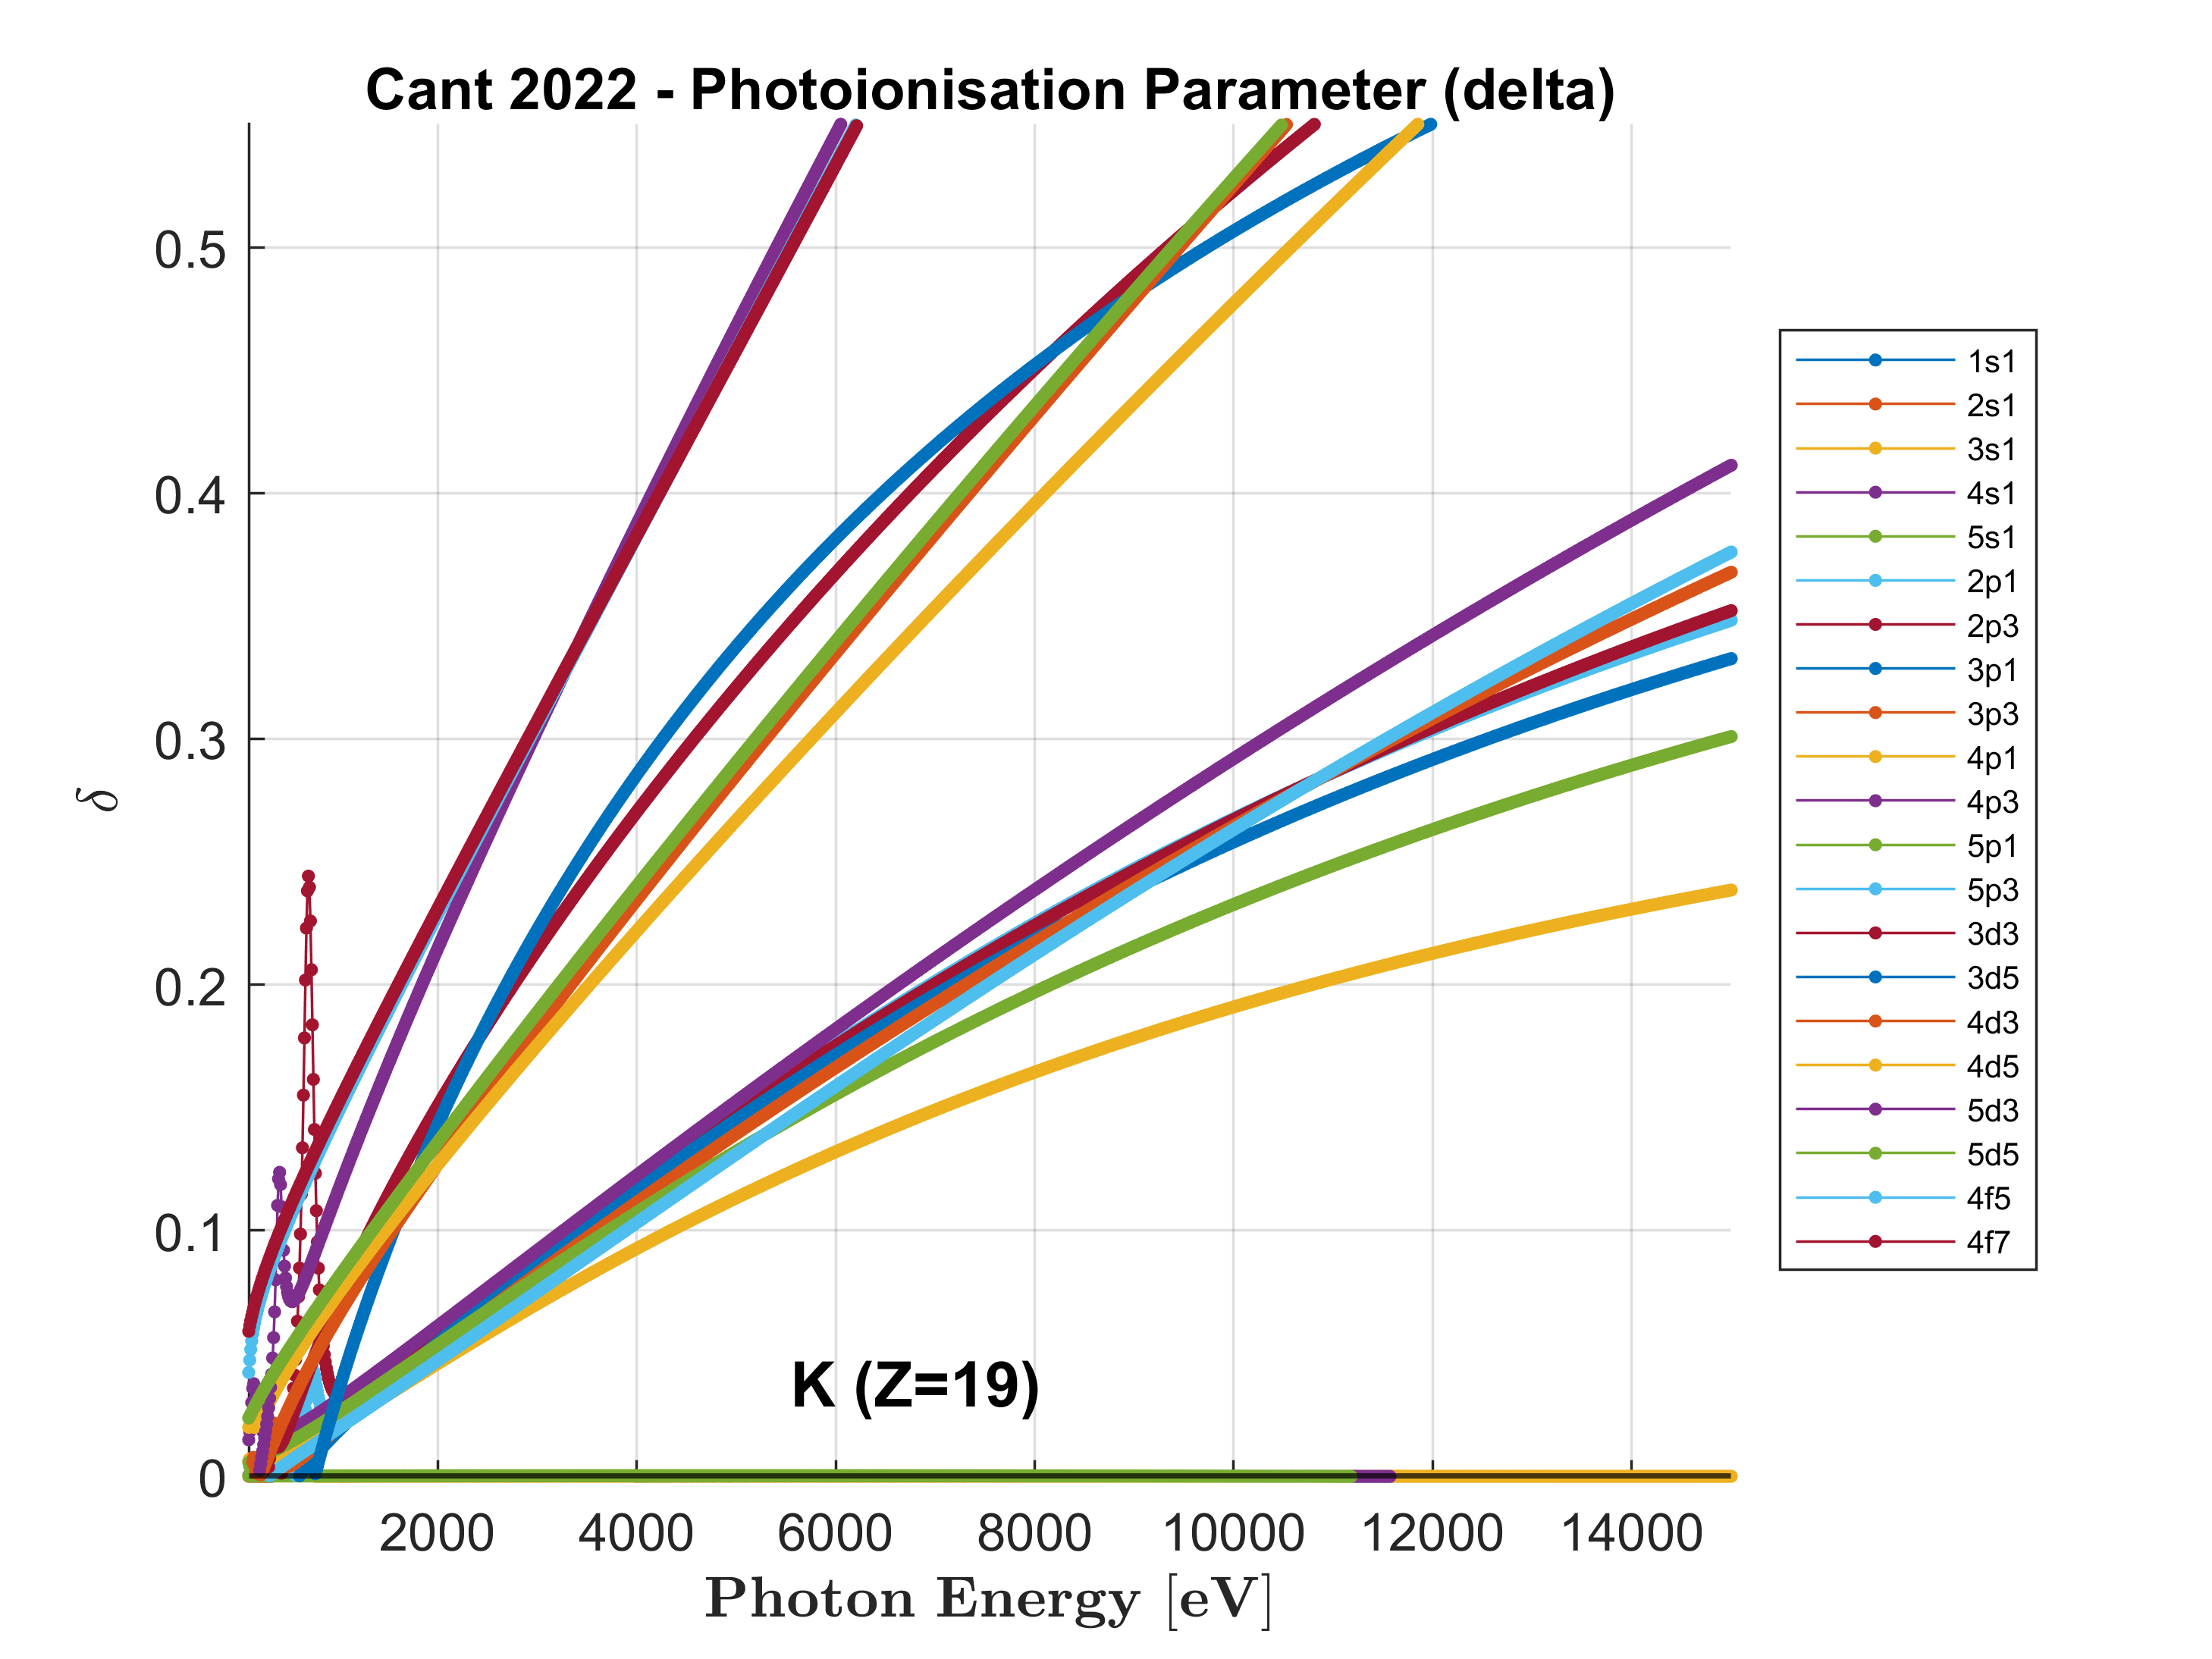 Cant 2022 - Photoionisation Parameter (delta)
0.5
0.4
0.3
0.2
0.1
0
δ
2000 4000 6000 8000 10000 12000 14000
Photon Energy [eV]
K (Z=19)
1s1
2s1
3s1
4s1
5s1
2p1
2p3
3p1
3p3
4p1
4p3
5p1
5p3
3d3
3d5
4d3
4d5
5d3
5d5
4f5
4f7